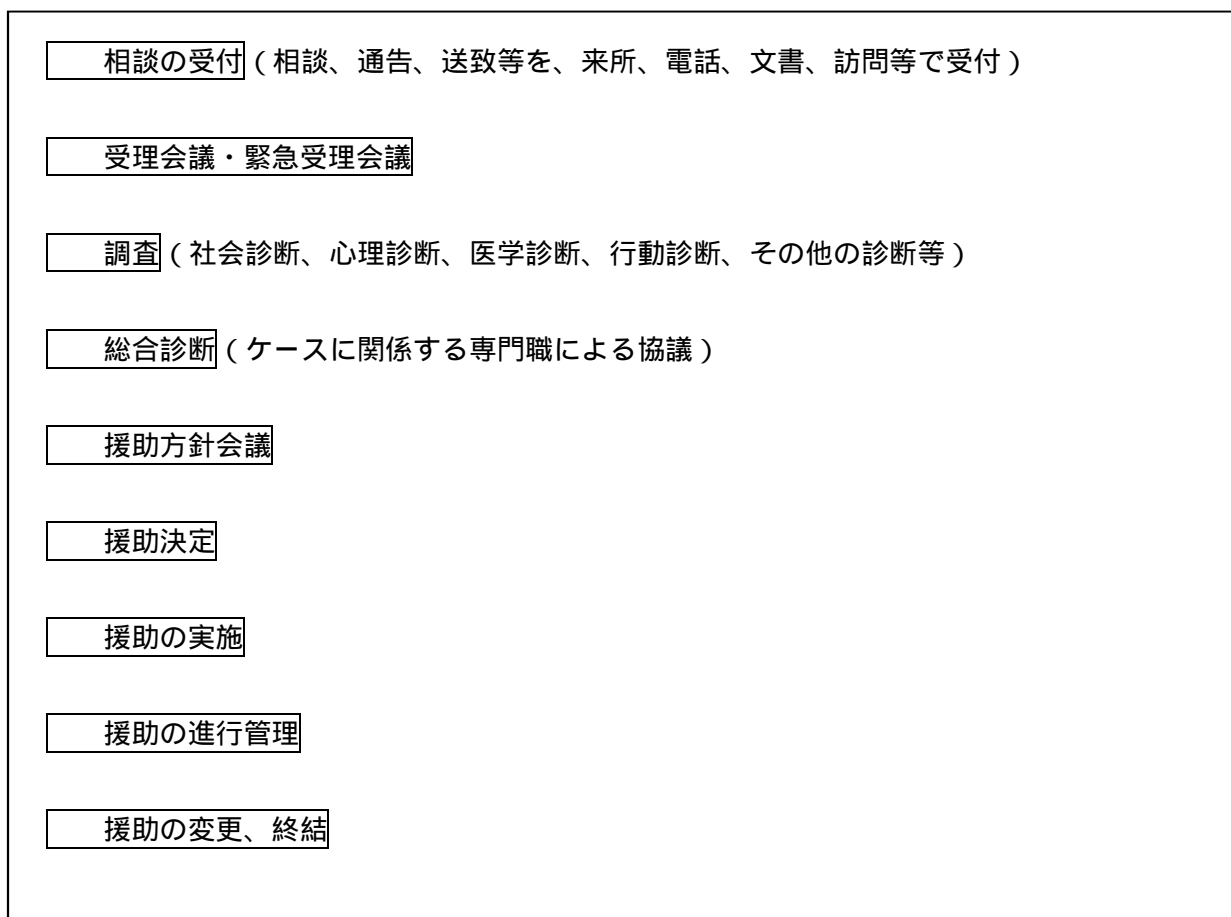 相談の受付(相談、通告、送致等を、来所、電話、文書、訪問等で受付)
受理会議・緊急受理会議
調査(社会診断、心理診断、医学診断、行動診断、その他の診断等)
総合診断(ケースに関係する専門職による協議)
援助方針会議
援助決定
援助の実施
援助の進行管理
援助の変更、終結